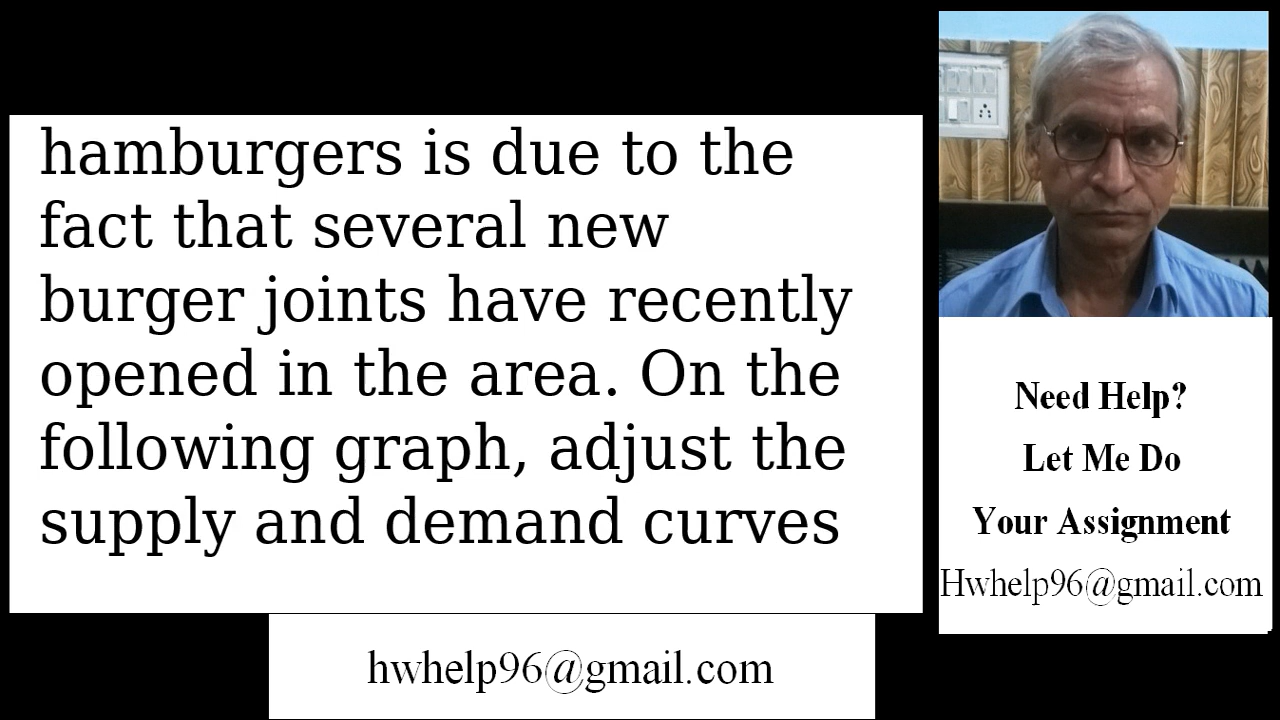 hamburgers is due to the
fact that several new
burger joints have recently
opened in the area. On the
following graph, adjust the
supply and demand curves
Need Help?
Let Me Do
Your Assignment
Hwhelp96@gmail.com
hwhelp96@gmail.com